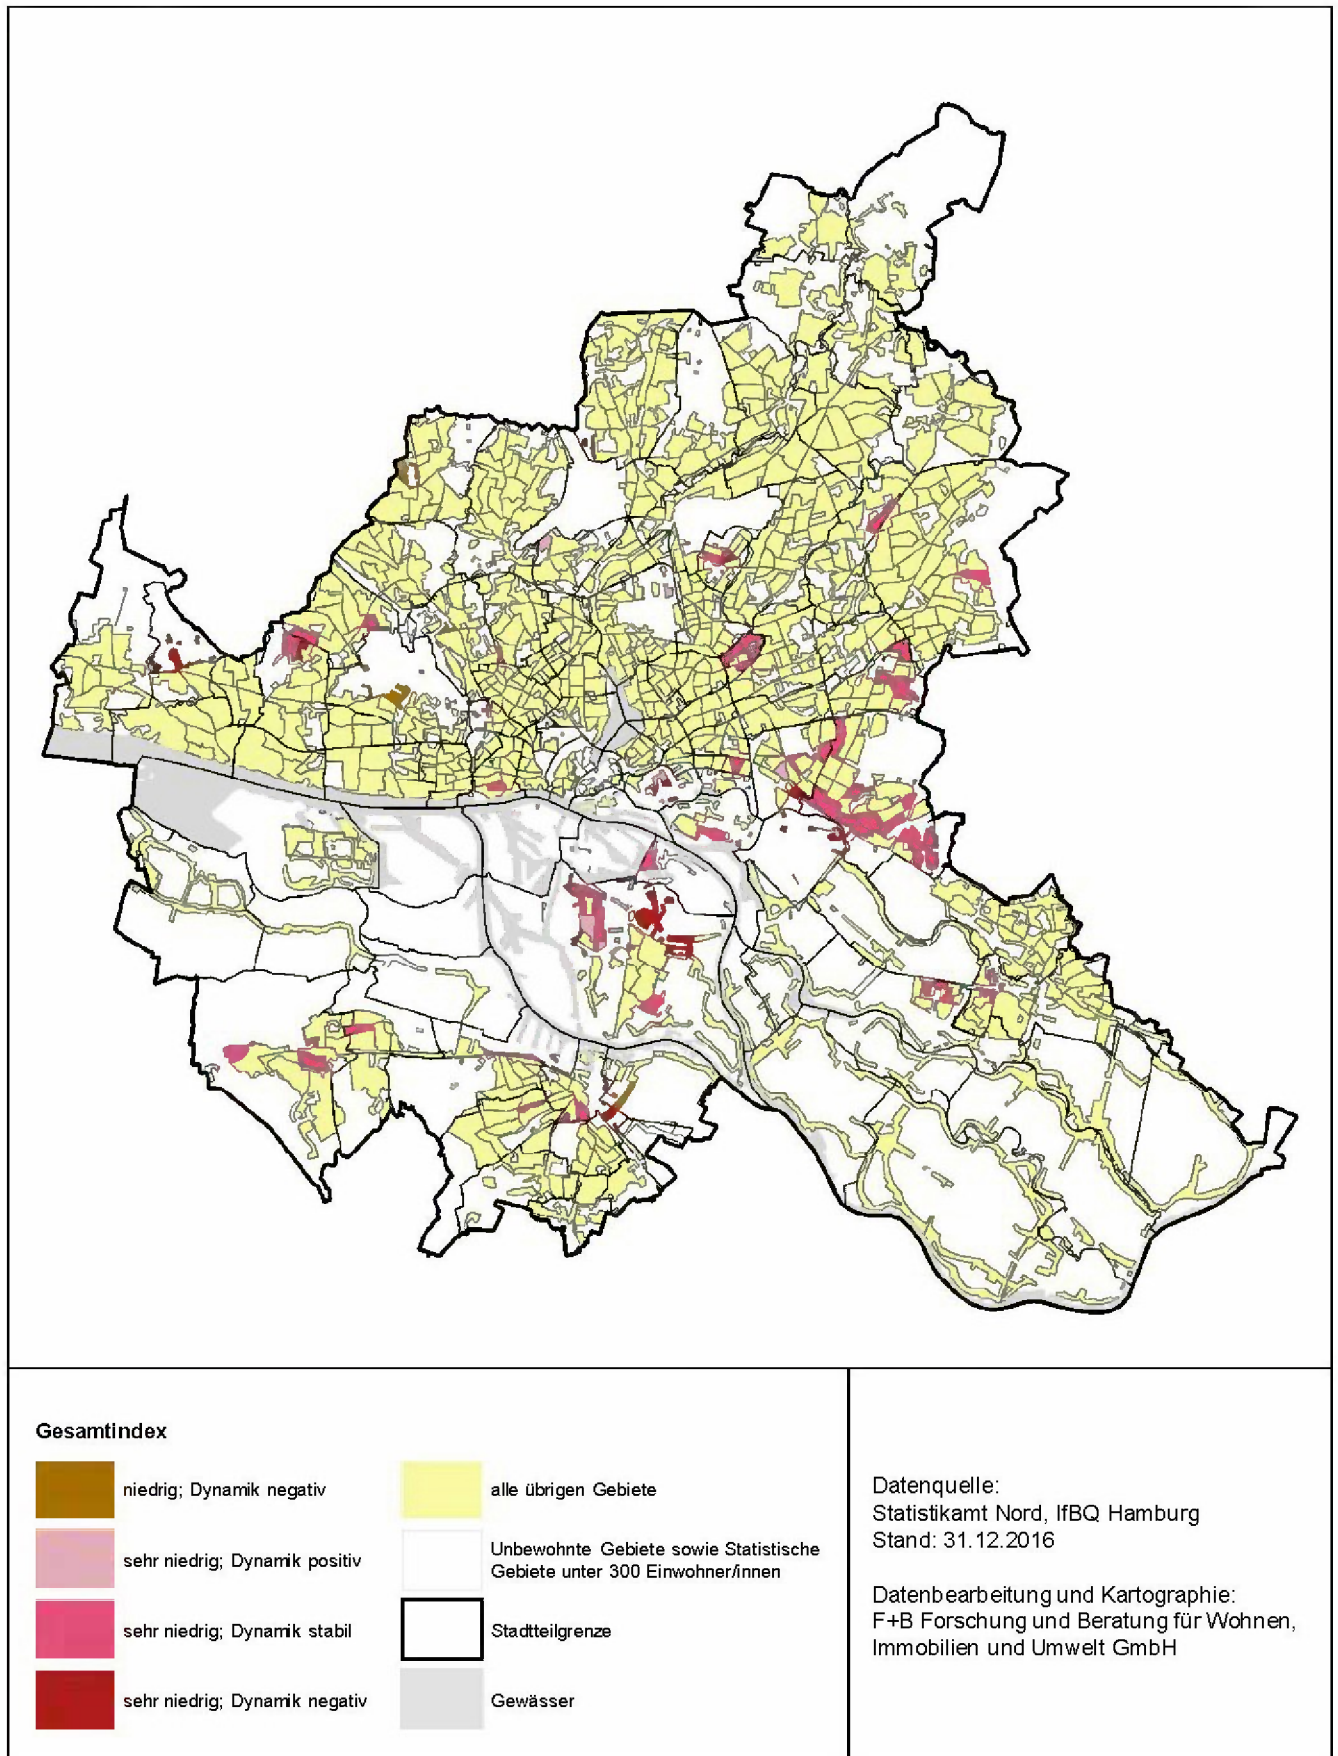 Gesamtindex
niedrig; Dynamik negativ
sehr niedrig; Dynamik positiv
sehr niedrig; Dynamik stabil
sehr niedrig; Dynamik negativ
alle übrigen Gebiete
Unbewohnte Gebiete sowie Statistische
Gebiete unter 300 Einwohner/innen
Stadtteilgrenze
Gewässer
Datenquelle:
Statistikamt Nord, IfBQ Hamburg
Stand: 31.12.2016
Datenbearbeitung und Kartographie:
F+B Forschung und Beratung für Wohnen,
Immobilien und Umwelt GmbH